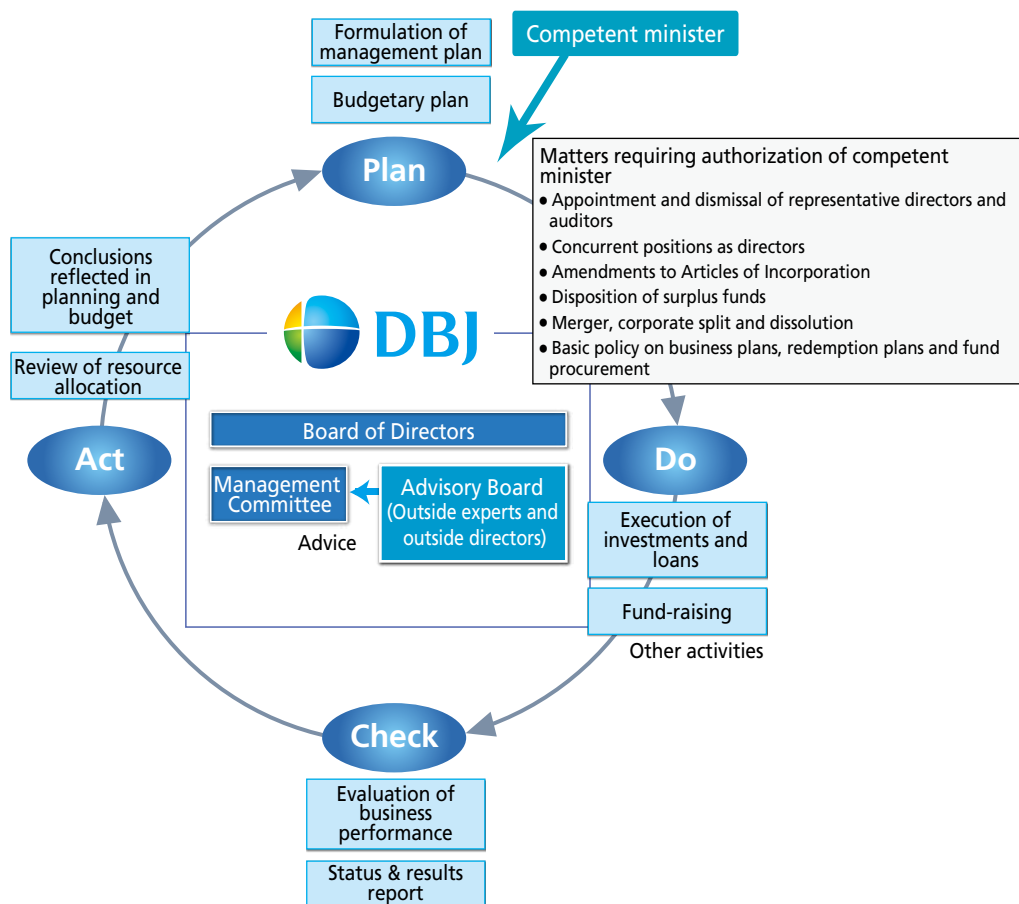 Formulation of
management plan
Competent minister
Budgetary plan
Plan
Matters requiring authorization of competent
minister
• Appointment and dismissal of representative directors and
auditors
• Concurrent positions as directors
• Amendments to Articles of Incorporation
• Disposition of surplus funds
• Merger, corporate split and dissolution
• Basic policy on business plans, redemption plans and fund
procurement
Conclusions
reflected in
planning and
budget
Review of resource
allocation
DBJ
Act
Board of Directors
Management
Committee
Advice
Advisory Board
(Outside experts and
outside directors)
Do
Execution of
investments and
loans
Fund-raising
Other activities
Check
Evaluation of
business
performance
Status & results
report